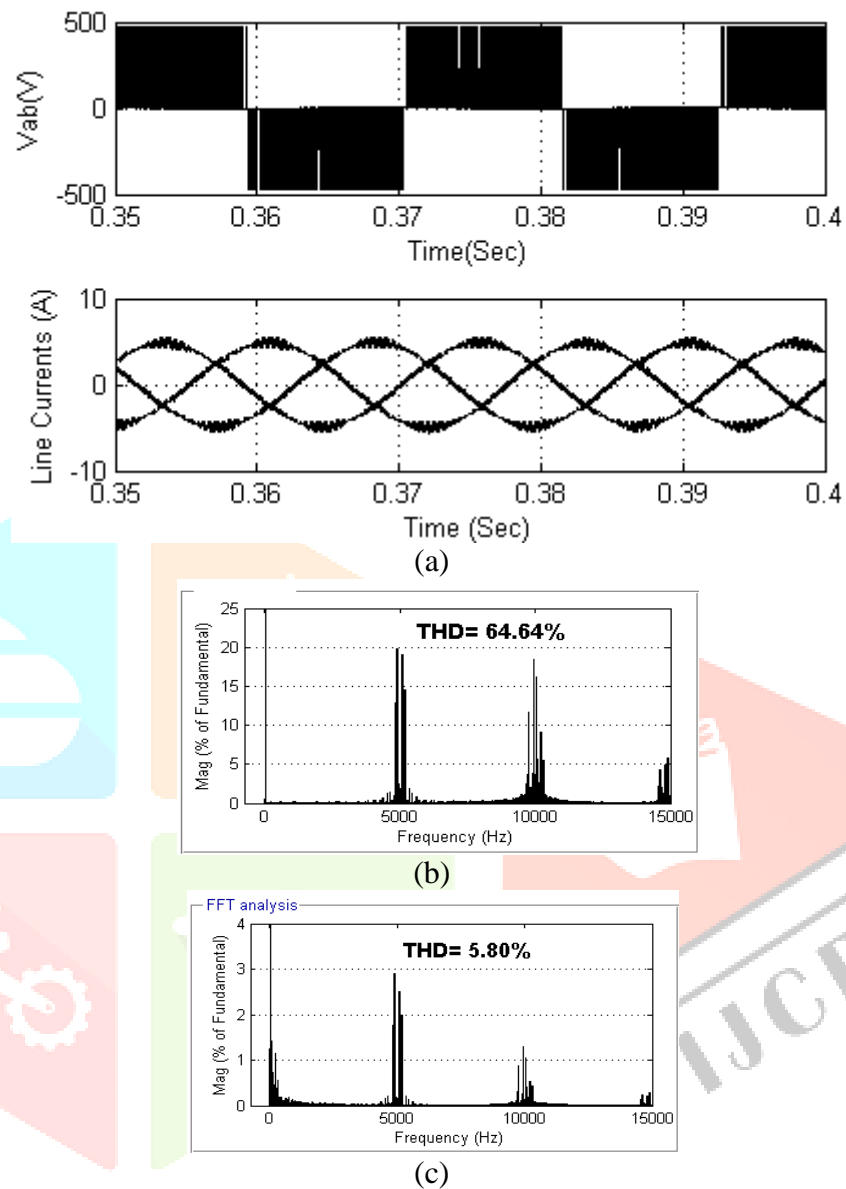 500
0
-500
Vab(V)
0.35 0.36 0.37 0.38 0.39 0.4
Time(Sec)
10
0
-10
Line Currents (A)
0.35 0.36 0.37 0.38 0.39 0.4
Time (Sec)
(a)
25
20
15
10
5
0
Mag (% of Fundamental)
THD= 64.64%
0 5000 10000 15000
Frequency (Hz)
(b)
FFT analysis
4
3
2
1
0
Mag (% of Fundamental)
THD= 5.80%
0 5000 10000 15000
Frequency (Hz)
(c)